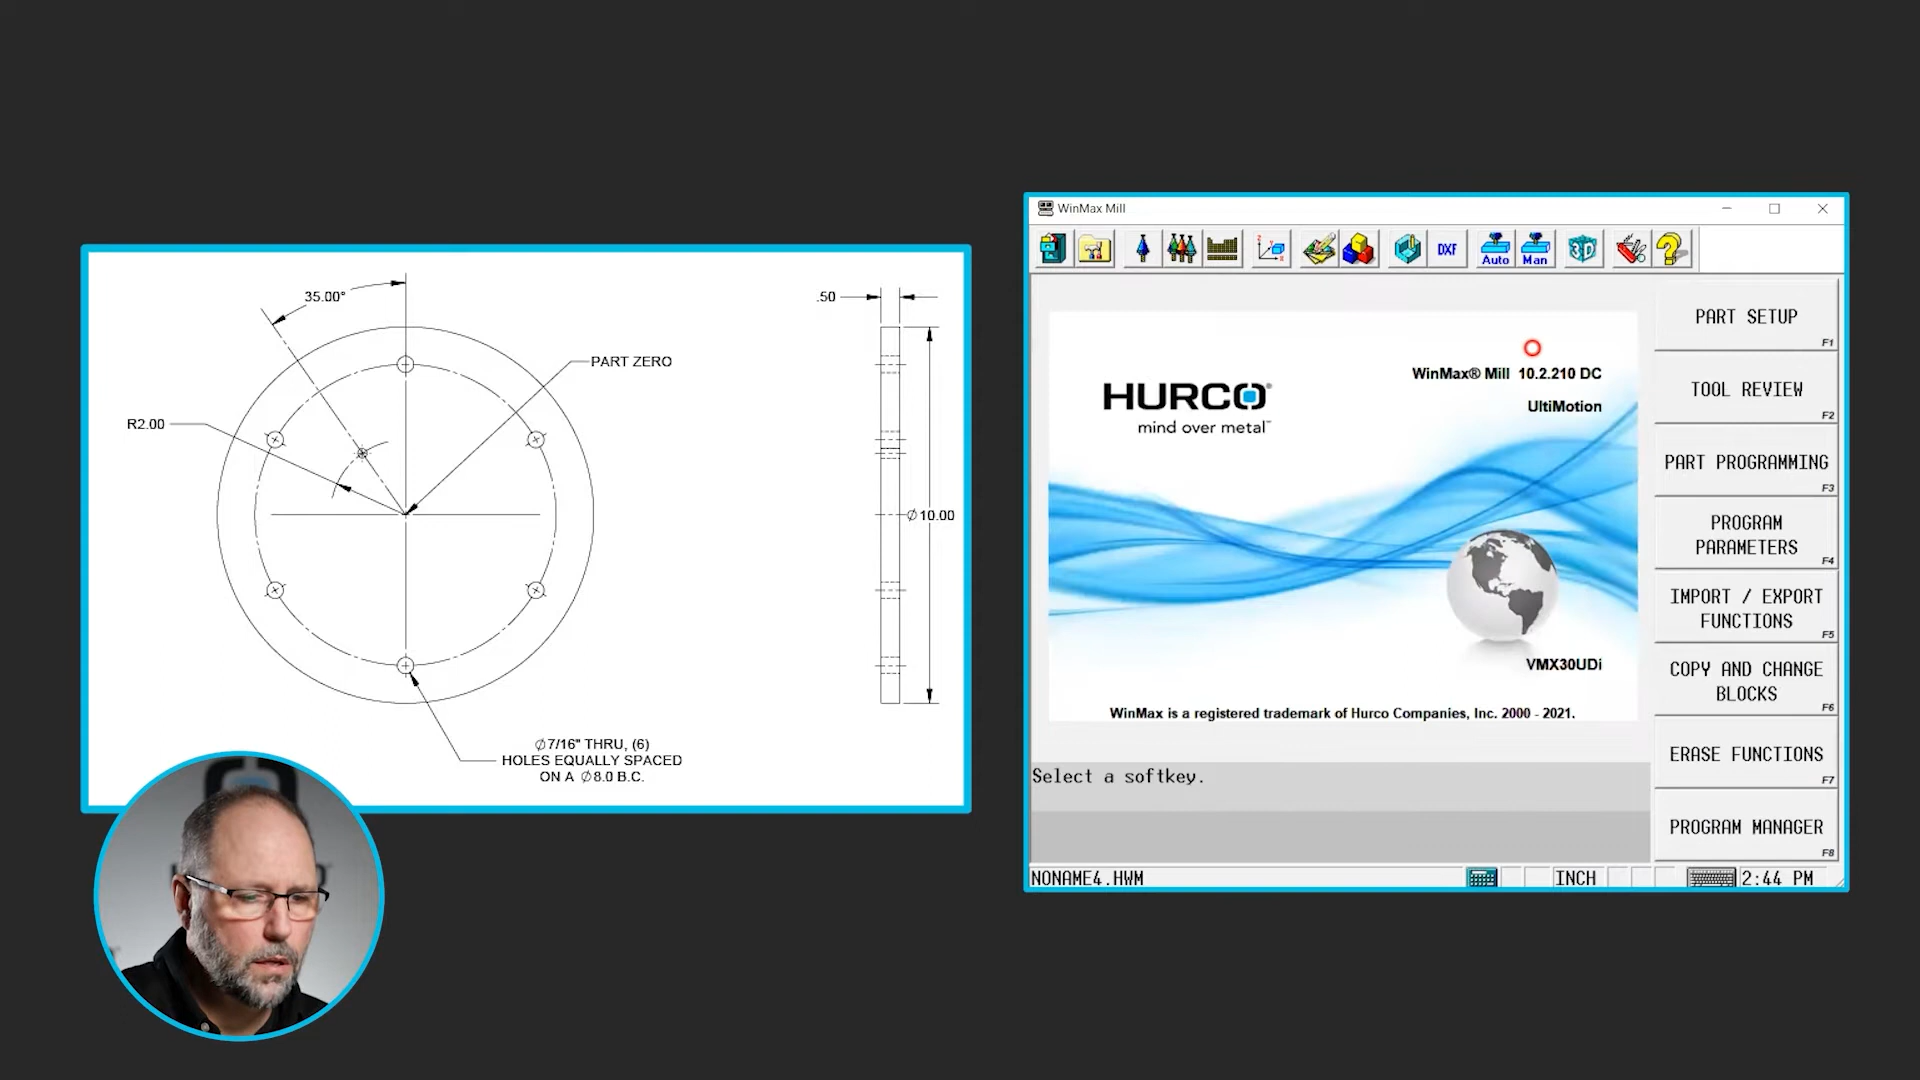 35.00°
.50
PART ZERO
R2.00
Ø10.00
Ø7/16" THRU, (6)
HOLES EQUALLY SPACED
ON A Ø8.0 B.C.
WinMax Mill
DXF
Auto
Man
3D
HURCO®
mind over metal™
WinMax® Mill 10.2.210 DC
UltiMotion
VMX30UDi
WinMax is a registered trademark of Hurco Companies, Inc. 2000 - 2021.
PART SETUP
F1
TOOL REVIEW
F2
PART PROGRAMMING
F3
PROGRAM
PARAMETERS
F4
IMPORT / EXPORT
FUNCTIONS
F5
COPY AND CHANGE
BLOCKS
F6
ERASE FUNCTIONS
F7
PROGRAM MANAGER
F8
Select a softkey.
NONAME4.HWM
INCH
2:44 PM